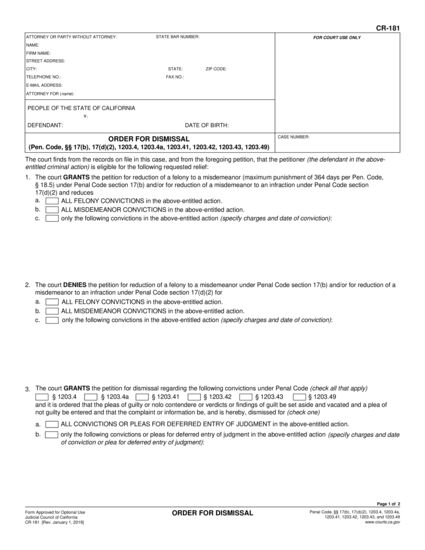 CR-181
ATTORNEY OR PARTY WITHOUT ATTORNEY: STATE BAR NUMBER: FOR COURT USE ONLY
NAME:
FIRM NAME:
STREET ADDRESS:
CITY: STATE: ZIP CODE:
TELEPHONE NO.: FAX NO.:
E-MAIL ADDRESS:
ATTORNEY FOR (name):
PEOPLE OF THE STATE OF CALIFORNIA
v.
DEFENDANT: DATE OF BIRTH:
ORDER FOR DISMISSAL
(Pen. Code, §§ 17(b), 17(d)(2), 1203.4, 1203.4a, 1203.41, 1203.42, 1203.43, 1203.49)
CASE NUMBER:
The court finds from the records on file in this case, and from the foregoing petition, that the petitioner (the defendant in the above-
entitled criminal action) is eligible for the following requested relief:
1. The court GRANTS the petition for reduction of a felony to a misdemeanor (maximum punishment of 364 days per Pen. Code,
§ 18.5) under Penal Code section 17(b) and/or for reduction of a misdemeanor to an infraction under Penal Code section
17(d)(2) and reduces
a. ALL FELONY CONVICTIONS in the above-entitled action.
b. ALL MISDEMEANOR CONVICTIONS in the above-entitled action.
c. only the following convictions in the above-entitled action (specify charges and date of conviction):
2. The court DENIES the petition for reduction of a felony to a misdemeanor under Penal Code section 17(b) and/or for reduction of a
misdemeanor to an infraction under Penal Code section 17(d)(2) for
a. ALL FELONY CONVICTIONS in the above-entitled action.
b. ALL MISDEMEANOR CONVICTIONS in the above-entitled action.
c. only the following convictions in the above-entitled action (specify charges and date of conviction):
3. The court GRANTS the petition for dismissal regarding the following convictions under Penal Code (check all that apply)
§ 1203.4 § 1203.4a § 1203.41 § 1203.42 § 1203.43 § 1203.49
and it is ordered that the pleas of guilty or nolo contendere or verdicts or findings of guilt be set aside and vacated and a plea of
not guilty be entered and that the complaint or information be, and is hereby, dismissed for (check one)
a. ALL CONVICTIONS OR PLEAS FOR DEFERRED ENTRY OF JUDGMENT in the above-entitled action.
b. only the following convictions or pleas for deferred entry of judgment in the above-entitled action (specify charges and date
of conviction or plea for deferred entry of judgment):
Page 1 of 2
Form Approved for Optional Use
Judicial Council of California
CR-181 [Rev. January 1, 2018]
ORDER FOR DISMISSAL
Penal Code, §§ 17(b), 17(d)(2), 1203.4, 1203.4a,
1203.41, 1203.42, 1203.43, and 1203.49
www.courts.ca.gov